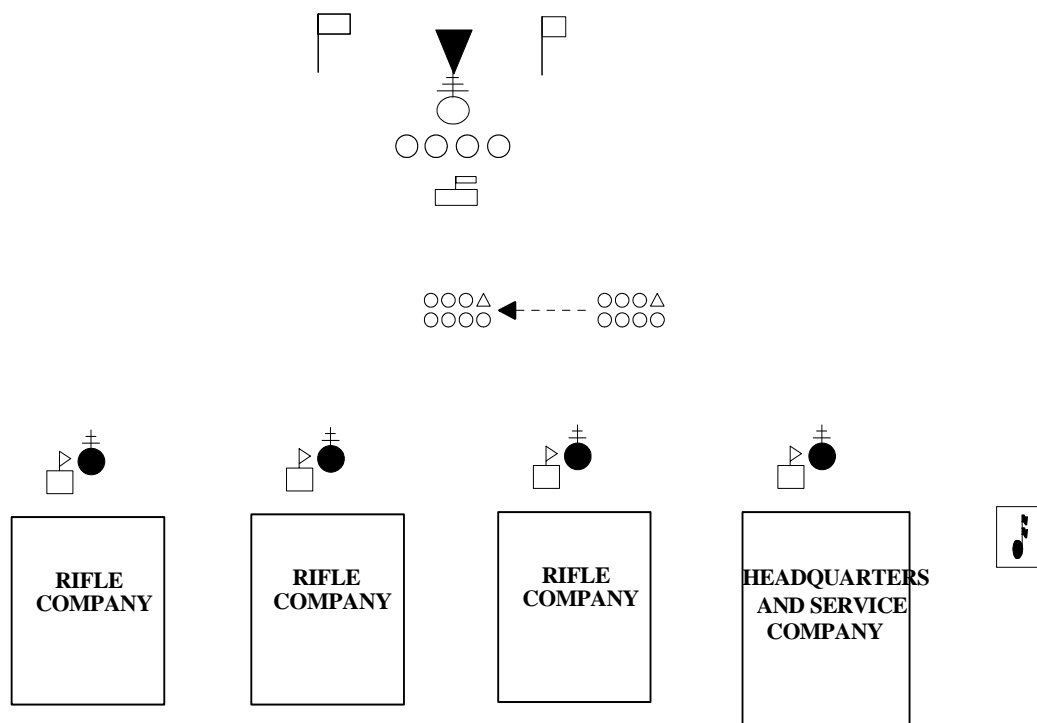 RIFLE
COMPANY
RIFLE
COMPANY
RIFLE
COMPANY
HEADQUARTERS
AND SERVICE
COMPANY